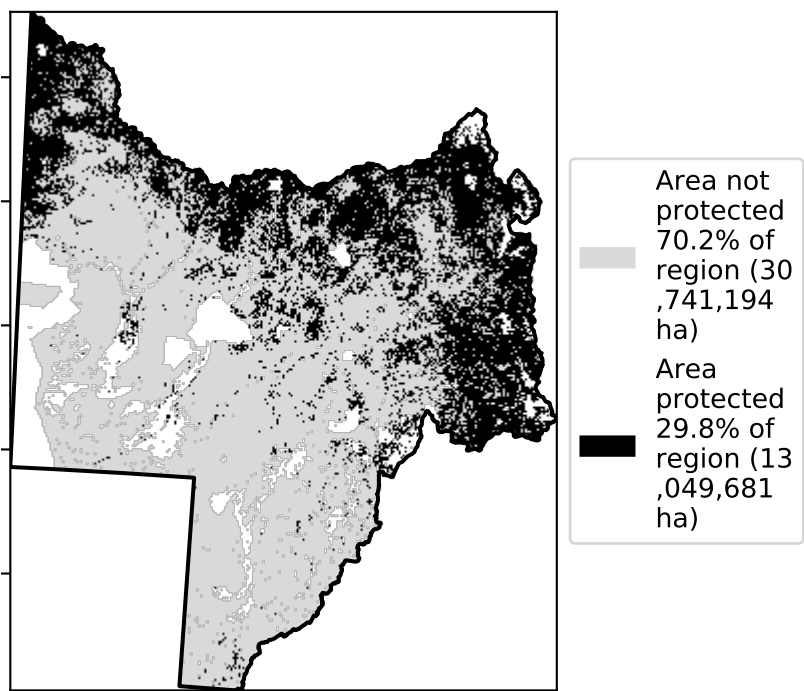 Area not
protected
70.2% of
region (30
,741,194
ha)
Area
protected
29.8% of
region (13
,049,681
ha)